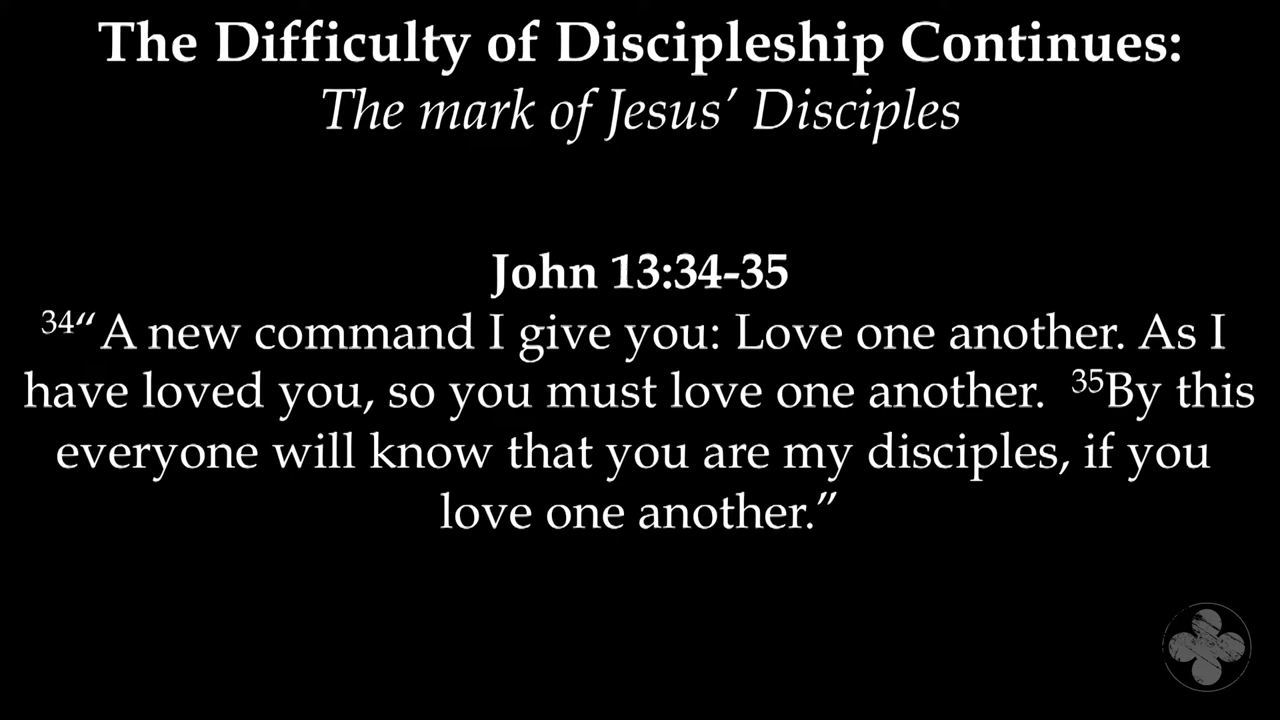 The Difficulty of Discipleship Continues:
The mark of Jesus’ Disciples
John 13:34-35
34“A new command I give you: Love one another. As I
have loved you, so you must love one another. 35By this
everyone will know that you are my disciples, if you
love one another.”